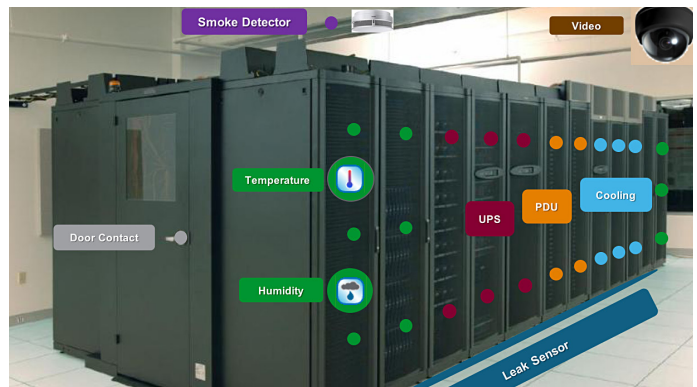 Smoke Detector
Video
Temperature
Door Contact
UPS
PDU
Cooling
Humidity
Leak Sensor